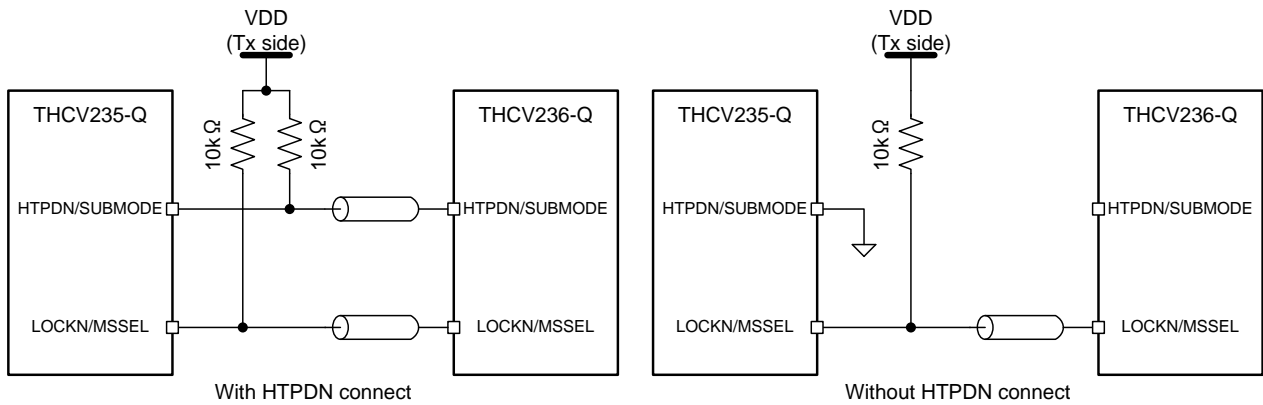 VDD
(Tx side)
THCV235-Q
10kΩ
10kΩ
THCV236-Q
HTPDN/SUBMODE
HTPDN/SUBMODE
LOCKN/MSSEL
LOCKN/MSSEL
With HTPDN connect
VDD
(Tx side)
THCV235-Q
10kΩ
THCV236-Q
HTPDN/SUBMODE
HTPDN/SUBMODE
LOCKN/MSSEL
LOCKN/MSSEL
Without HTPDN connect